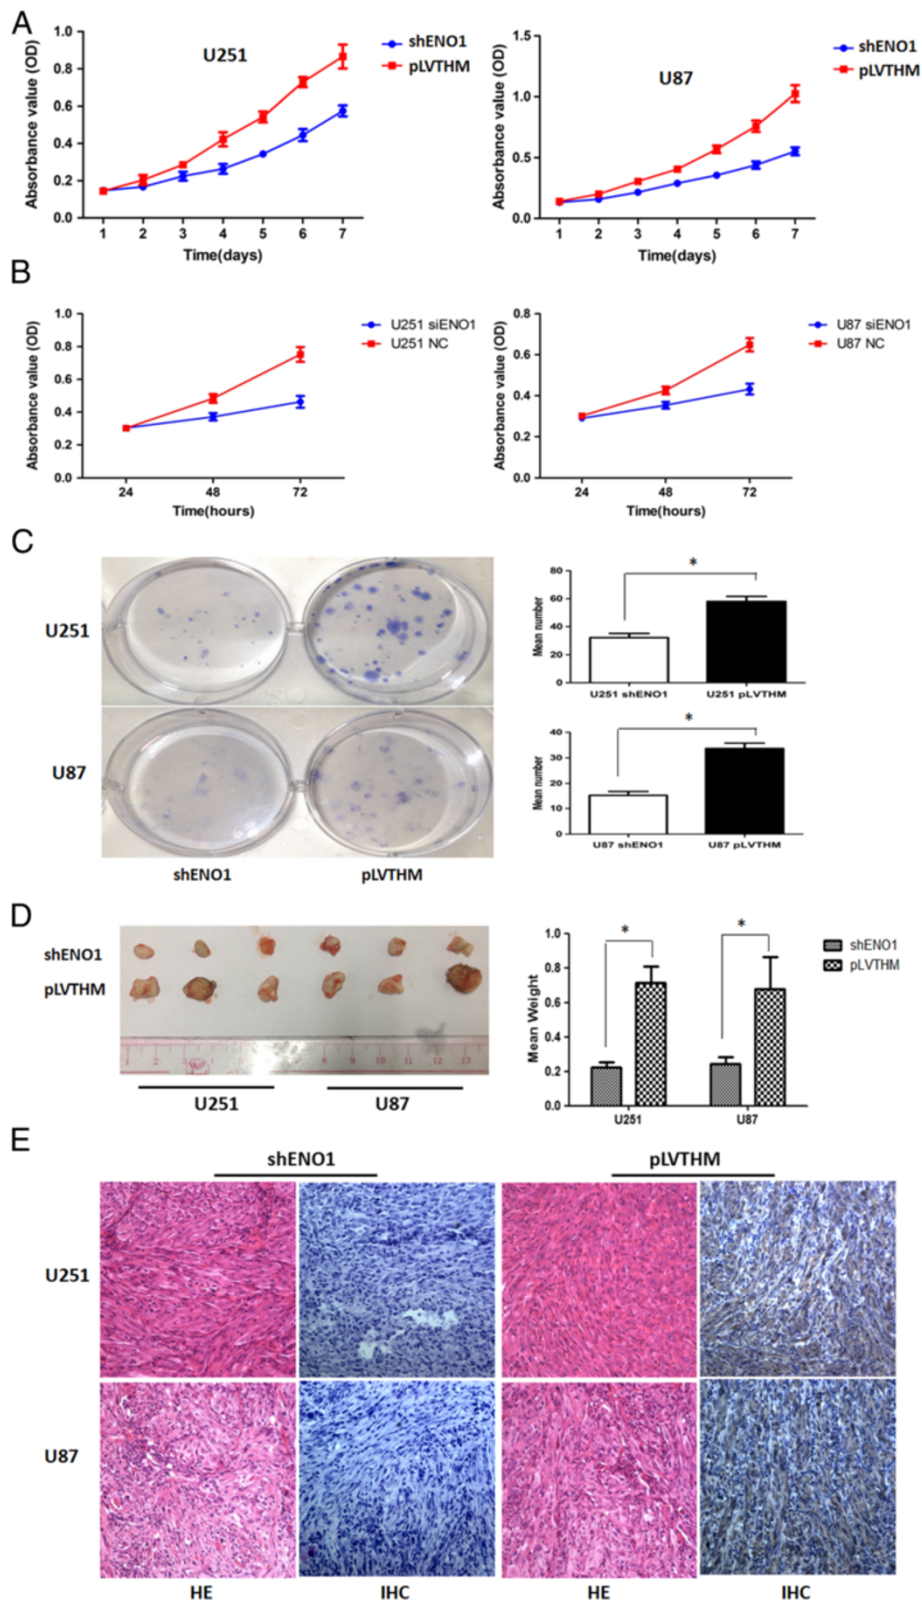 A
U251
shENO1
pLVTHM
Absorbance value (OD)
1.0
0.8
0.6
0.4
0.2
0.0
1 2 3 4 5 6 7
Time(days)
U87
shENO1
pLVTHM
Absorbance value (OD)
1.5
1.0
0.5
0.0
1 2 3 4 5 6 7
Time(days)
B
U251 siENO1
U251 NC
Absorbance value (OD)
1.0
0.8
0.6
0.4
0.2
0.0
24 48 72
Time(hours)
U87 siENO1
U87 NC
Absorbance value (OD)
0.8
0.6
0.4
0.2
0.0
24 48 72
Time(hours)
C
U251
U87
shENO1 pLVTHM
*
Mean number
80
60
40
20
0
U251 shENO1 U251 pLVTHM
*
Mean number
40
30
20
10
0
U87 shENO1 U87 pLVTHM
D
shENO1
pLVTHM
1 2 8 9 10 11 12 13
U251 U87
* *
shENO1
pLVTHM
Mean Weight
1.0
0.8
0.6
0.4
0.2
0.0
U251 U87
E
shENO1 pLVTHM
U251
U87
HE IHC HE IHC